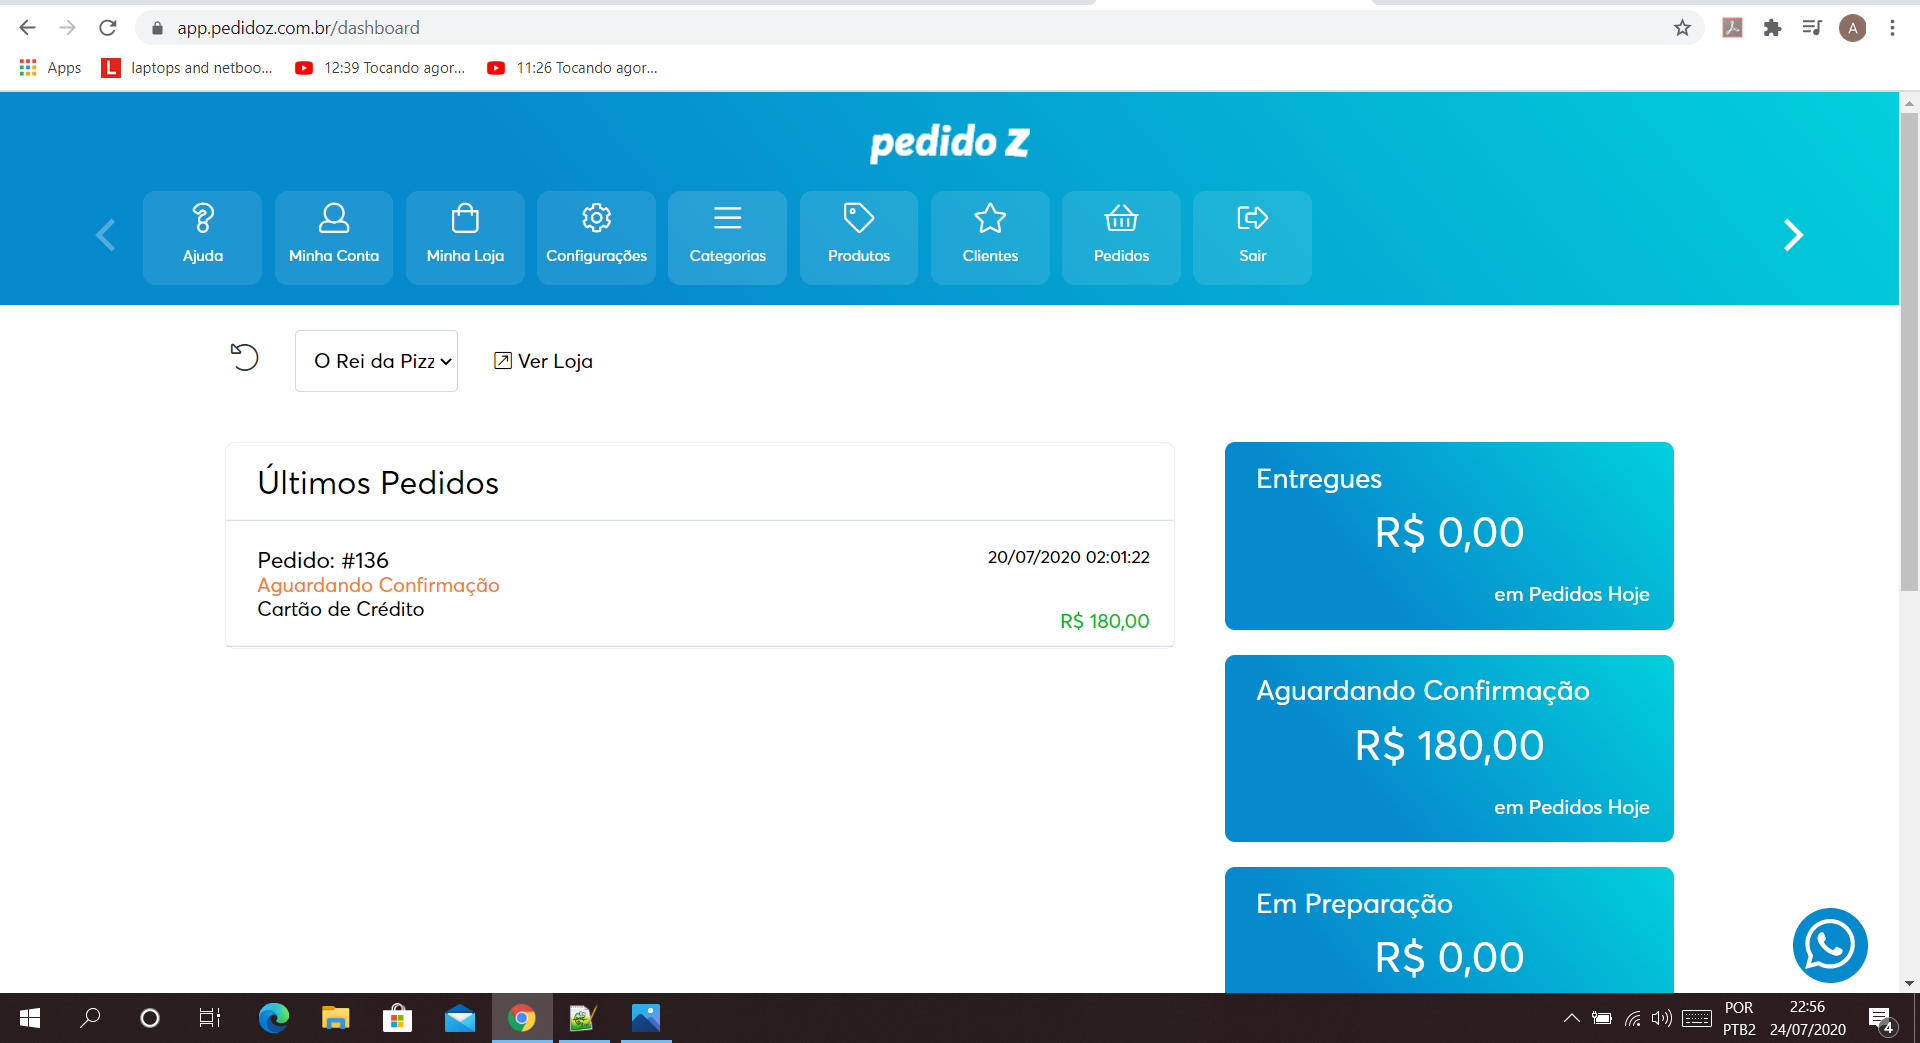 app.pedidoz.com.br/dashboard
A
Apps
laptops and netboo...
12:39 Tocando agor...
11:26 Tocando agor...
pedido Z
Ajuda
Minha Conta
Minha Loja
Configurações
Categorias
Produtos
Clientes
Pedidos
Sair
O Rei da Pizz
Ver Loja
Últimos Pedidos
Pedido: #136
20/07/2020 02:01:22
Aguardando Confirmação
Cartão de Crédito
R$ 180,00
Entregues
R$ 0,00
em Pedidos Hoje
Aguardando Confirmação
R$ 180,00
em Pedidos Hoje
Em Preparação
R$ 0,00
POR
PTB2
22:56
24/07/2020
4